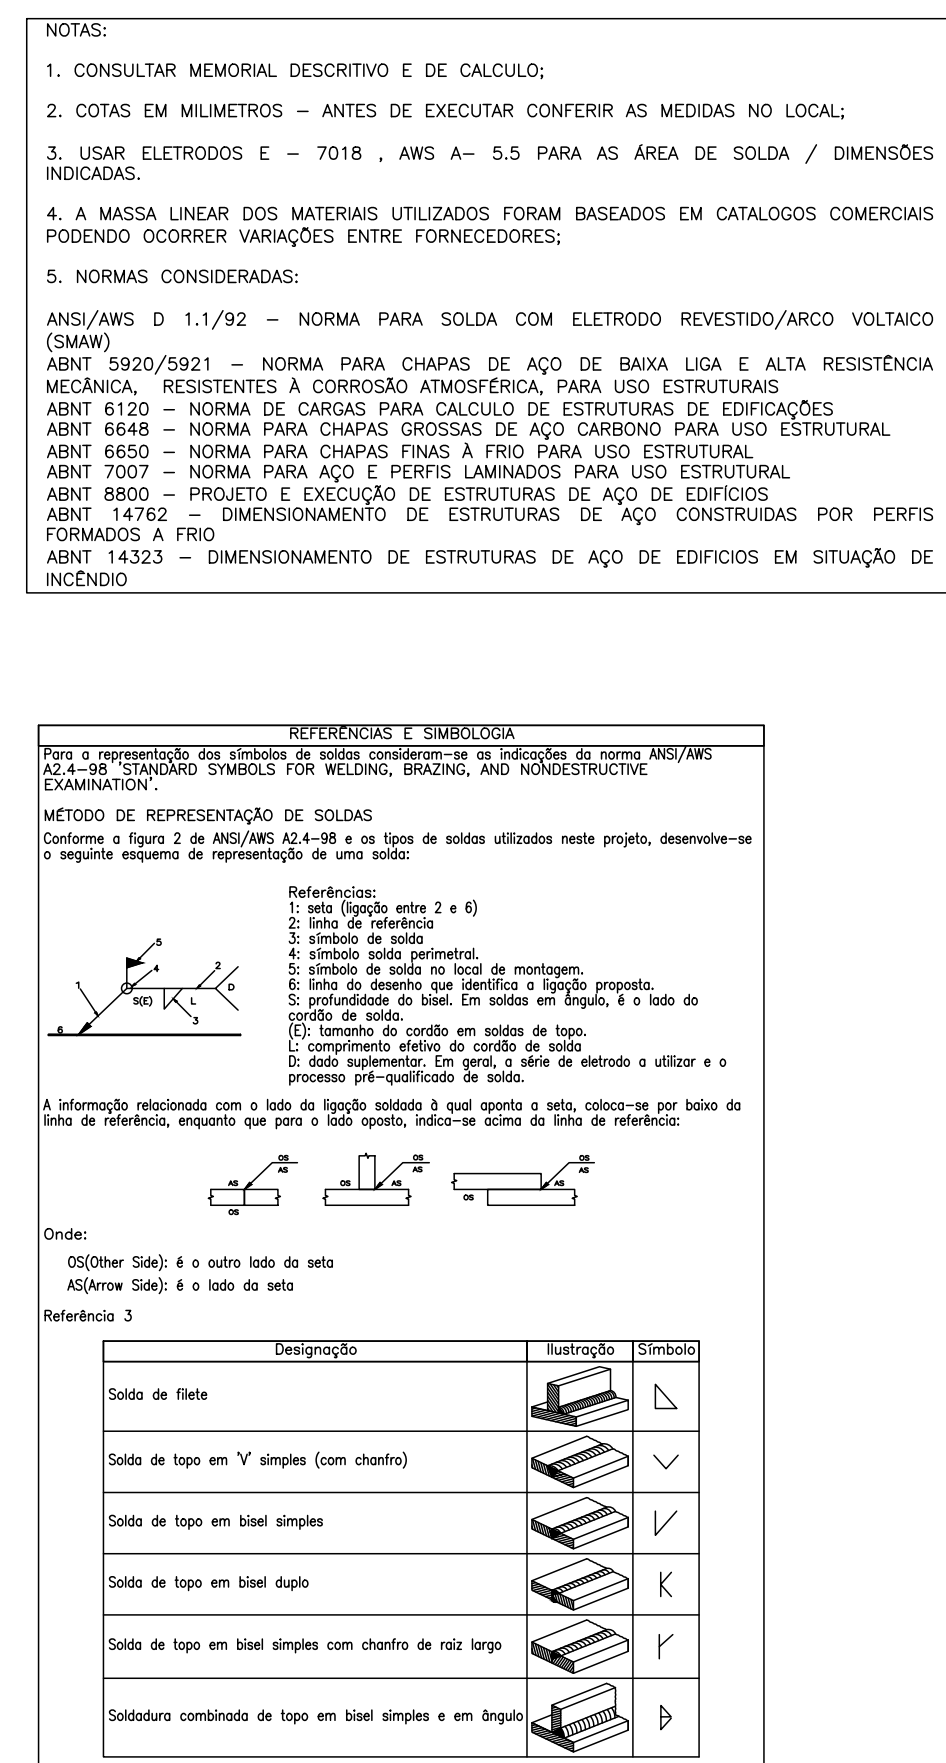 NOTAS:
1. CONSULTAR MEMORIAL DESCRITIVO E DE CALCULO;
2. COTAS EM MILIMETROS – ANTES DE EXECUTAR CONFERIR AS MEDIDAS NO LOCAL;
3. USAR ELETRODOS E – 7018 , AWS A– 5.5 PARA AS ÁREA DE SOLDA / DIMENSÕES
INDICADAS.
4. A MASSA LINEAR DOS MATERIAIS UTILIZADOS FORAM BASEADOS EM CATALOGOS COMERCIAIS
PODENDO OCORRER VARIAÇÕES ENTRE FORNECEDORES;
5. NORMAS CONSIDERADAS:
ANSI/AWS D 1.1/92 – NORMA PARA SOLDA COM ELETRODO REVESTIDO/ARCO VOLTAICO
(SMAW)
ABNT 5920/5921 – NORMA PARA CHAPAS DE AÇO DE BAIXA LIGA E ALTA RESISTÊNCIA
MECÂNICA, RESISTENTES À CORROSÃO ATMOSFÉRICA, PARA USO ESTRUTURAIS
ABNT 6120 – NORMA DE CARGAS PARA CALCULO DE ESTRUTURAS DE EDIFICAÇÕES
ABNT 6648 – NORMA PARA CHAPAS GROSSAS DE AÇO CARBONO PARA USO ESTRUTURAL
ABNT 6650 – NORMA PARA CHAPAS FINAS À FRIO PARA USO ESTRUTURAL
ABNT 7007 – NORMA PARA AÇO E PERFIS LAMINADOS PARA USO ESTRUTURAL
ABNT 8800 – PROJETO E EXECUÇÃO DE ESTRUTURAS DE AÇO DE EDIFÍCIOS
ABNT 14762 – DIMENSIONAMENTO DE ESTRUTURAS DE AÇO CONSTRUIDAS POR PERFIS
FORMADOS A FRIO
ABNT 14323 – DIMENSIONAMENTO DE ESTRUTURAS DE AÇO DE EDIFICIOS EM SITUAÇÃO DE
INCÊNDIO
REFERÊNCIAS E SIMBOLOGIA
Para a representação dos símbolos de soldas consideram–se as indicações da norma ANSI/AWS
A2.4–98 'STANDARD SYMBOLS FOR WELDING, BRAZING, AND NONDESTRUCTIVE
EXAMINATION'.
MÉTODO DE REPRESENTAÇÃO DE SOLDAS
Conforme a figura 2 de ANSI/AWS A2.4–98 e os tipos de soldas utilizados neste projeto, desenvolve–se
o seguinte esquema de representação de uma solda:
5
4
2
1
S(E)
L
D
3
6
Referências:
1: seta (ligação entre 2 e 6)
2: linha de referência
3: símbolo de solda
4: símbolo solda perimetral.
5: símbolo de solda no local de montagem.
6: linha do desenho que identifica a ligação proposta.
S: profundidade do bisel. Em soldas em ângulo, é o lado do
cordão de solda.
(E): tamanho do cordão em soldas de topo.
L: comprimento efetivo do cordão de solda
D: dado suplementar. Em geral, a série de eletrodo a utilizar e o
processo pré–qualificado de solda.
A informação relacionada com o lado da ligação soldada à qual aponta a seta, coloca–se por baixo da
linha de referência, enquanto que para o lado oposto, indica–se acima da linha de referência:
OS
AS
AS
OS
OS
AS
OS
AS
OS
AS
AS
OS
Onde:
OS(Other Side): é o outro lado da seta
AS(Arrow Side): é o lado da seta
Referência 3
Designação Ilustração Símbolo
Solda de filete
Solda de topo em 'V' simples (com chanfro)
Solda de topo em bisel simples
Solda de topo em bisel duplo
Solda de topo em bisel simples com chanfro de raiz largo
Soldadura combinada de topo em bisel simples e em ângulo